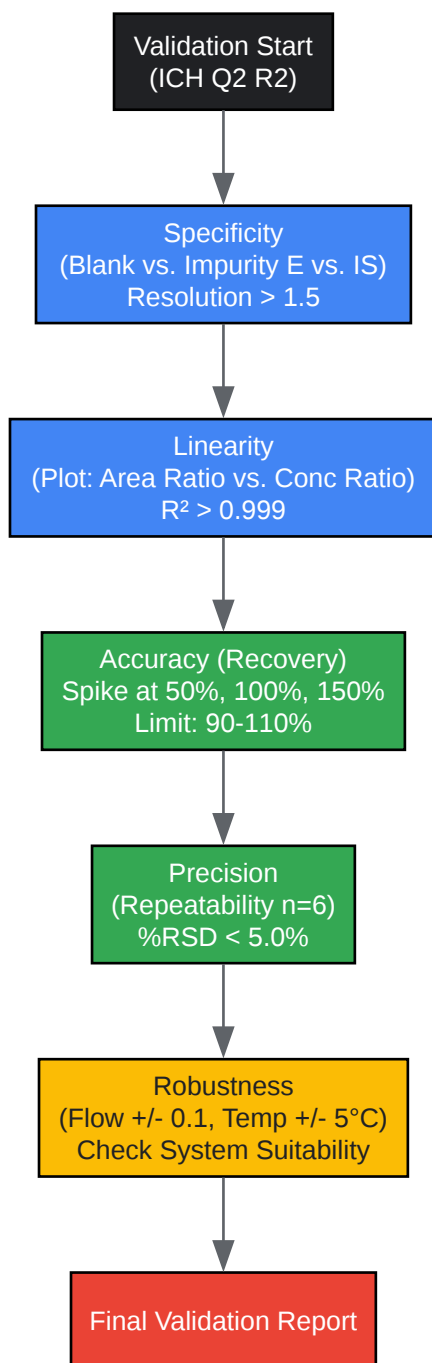 Validation Start
(ICH Q2 R2)
Specificity
(Blank vs. Impurity E vs. IS)
Resolution > 1.5
Linearity
(Plot: Area Ratio vs. Conc Ratio)
R² > 0.999
Accuracy (Recovery)
Spike at 50%, 100%, 150%
Limit: 90-110%
Precision
(Repeatability n=6)
%RSD < 5.0%
Robustness
(Flow +/- 0.1, Temp +/- 5°C)
Check System Suitability
Final Validation Report